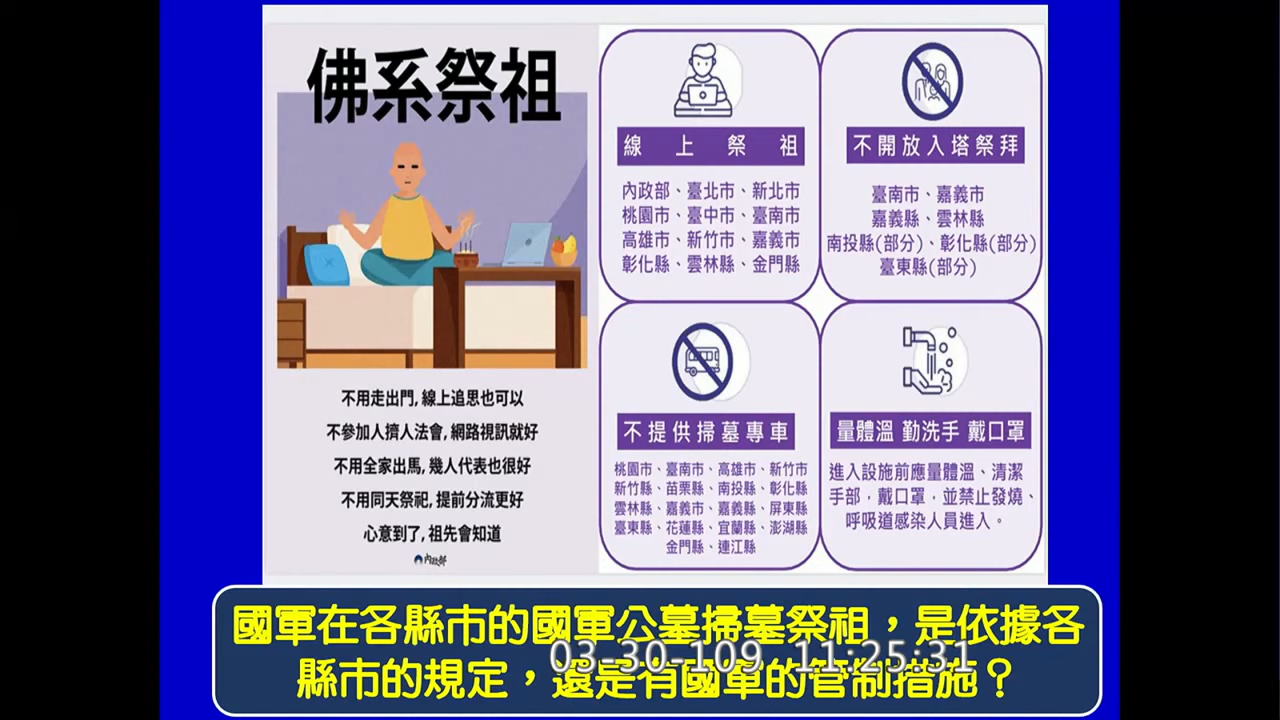 佛系祭祖
不用走出門,線上追思也可以
不參加人擠人法會,網路視訊就好
不用全家出馬,幾人代表也很好
不用同天祭祀,提前分流更好
心意到了,祖先會知道
內政部
線上祭祖
內政部、臺北市、新北市
桃園市、臺中市、臺南市
高雄市、新竹市、嘉義市
彰化縣、雲林縣、金門縣
不開放入塔祭拜
臺南市、嘉義市
嘉義縣、雲林縣
南投縣(部分)、彰化縣(部分)
臺東縣(部分)
不提供掃墓專車
桃園市、臺南市、高雄市、新竹市
新竹縣、苗栗縣、南投縣、彰化縣
雲林縣、嘉義市、嘉義縣、屏東縣
臺東縣、花蓮縣、宜蘭縣、澎湖縣
金門縣、連江縣
量體溫 勤洗手 戴口罩
進入設施前應量體溫、清潔
手部，戴口罩，並禁止發燒、
呼吸道感染人員進入。
國軍在各縣市的國軍公墓掃墓祭祖，是依據各
縣市的規定，還是有國軍的管制措施？
03-30-109 11:25:31